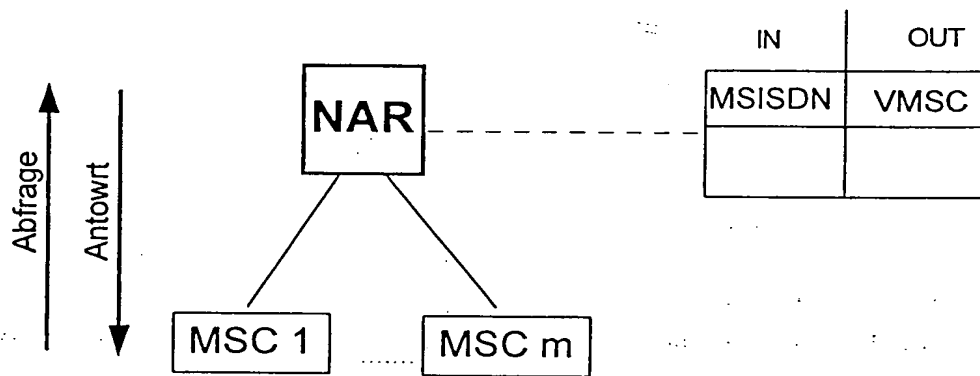 IN OUT
NAR
MSISDN VMSC
Abfrage
Antowrt
MSC 1 ........ MSC m